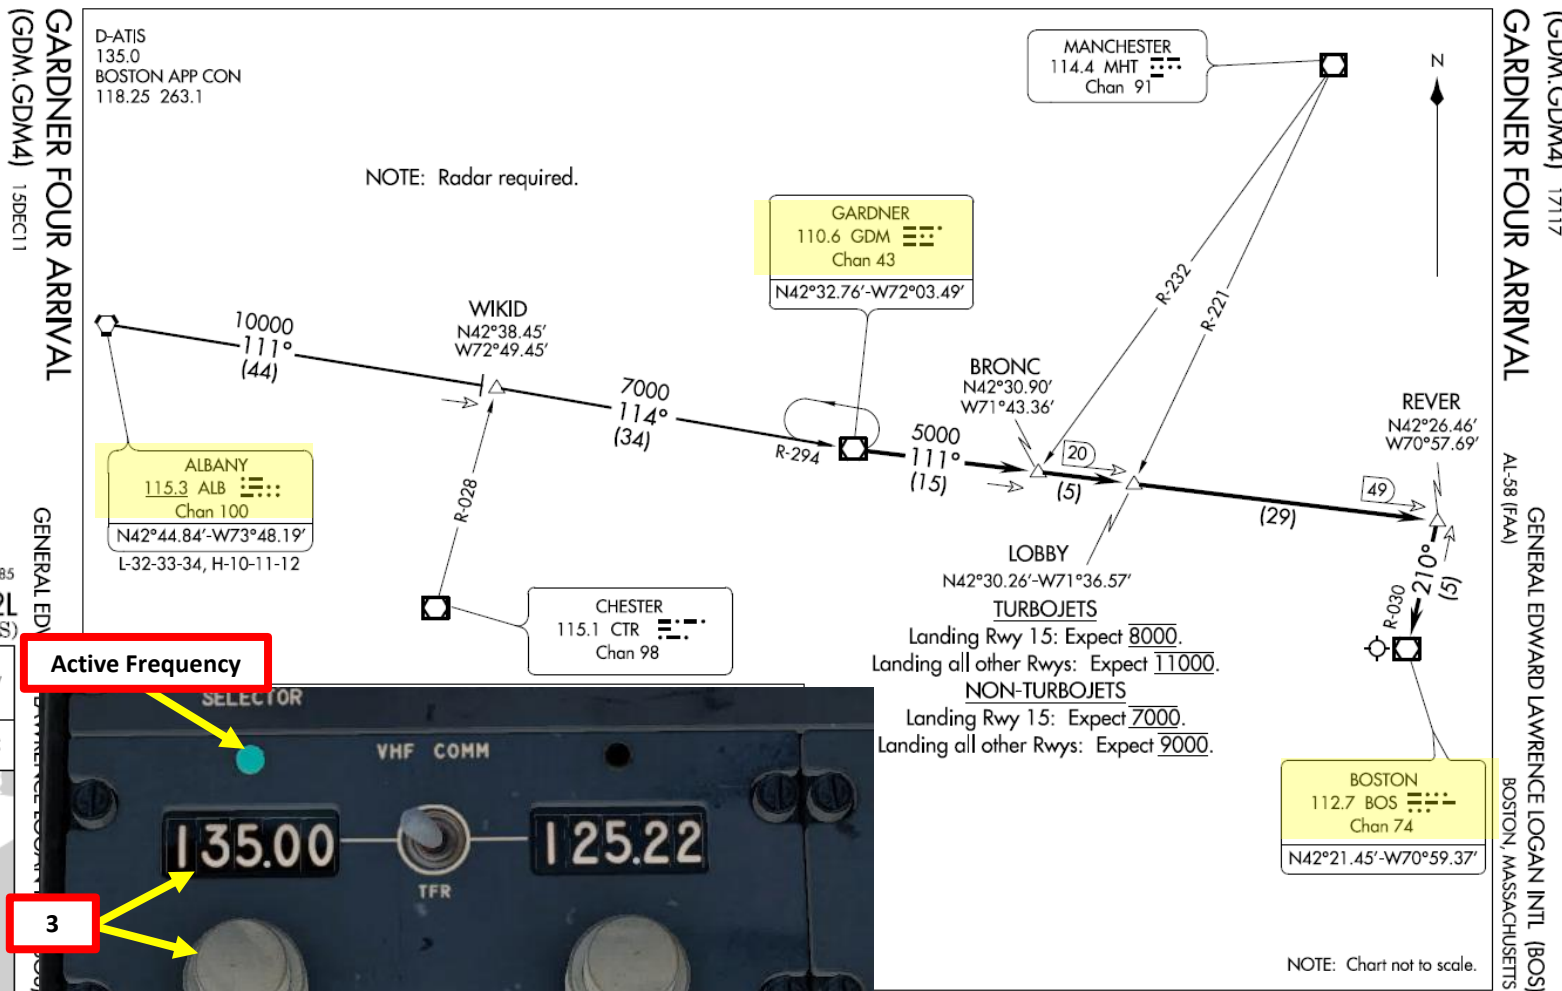 (GDM.GDM4) 15DEC11
GARDNER FOUR ARRIVAL
GENERAL EDW
LAWRENCE LOGAN
85
2L
S)
D-ATIS
135.0
BOSTON APP CON
118.25 263.1
NOTE: Radar required.
MANCHESTER
114.4 MHT
Chan 91
N
GARDNER
110.6 GDM
Chan 43
N42°32.76'-W72°03.49'
R-232
R-221
10000
111°
(44)
WIKID
N42°38.45'
W72°49.45'
7000
114°
(34)
R-294
5000
111°
(15)
BRONC
N42°30.90'
W71°43.36'
20
(5)
REVER
N42°26.46'
W70°57.69'
49
(29)
ALBANY
115.3 ALB
Chan 100
N42°44.84'-W73°48.19'
L-32-33-34, H-10-11-12
R-028
CHESTER
115.1 CTR
Chan 98
LOBBY
N42°30.26'-W71°36.57'
TURBOJETS
Landing Rwy 15: Expect 8000.
Landing all other Rwys: Expect 11000.
NON-TURBOJETS
Landing Rwy 15: Expect 7000.
Landing all other Rwys: Expect 9000.
210°
(5)
R-030
BOSTON
112.7 BOS
Chan 74
N42°21.45'-W70°59.37'
NOTE: Chart not to scale.
Active Frequency
SELECTOR
VHF COMM
135.00
125.22
TFR
3
(GDM.GDM4) 17117
GARDNER FOUR ARRIVAL
AL-58 (FAA)
GENERAL EDWARD LAWRENCE LOGAN INTL (BOS)
BOSTON, MASSACHUSETTS